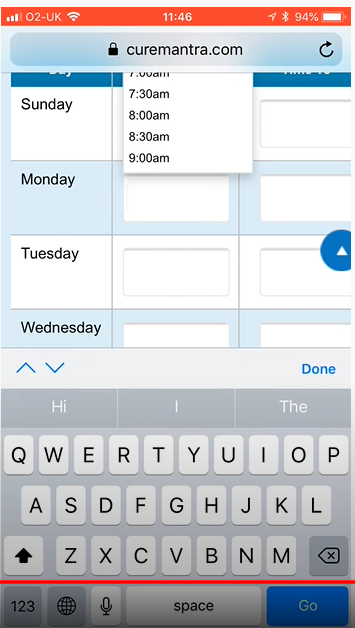 O2-UK 11:46 94%
curemantra.com
Day Time To
7:00am
7:30am
Sunday
8:00am
8:30am
9:00am
Monday
Tuesday
Wednesday
Done
Hi I The
Q W E R T Y U I O P
A S D F G H J K L
Z X C V B N M
123 space Go